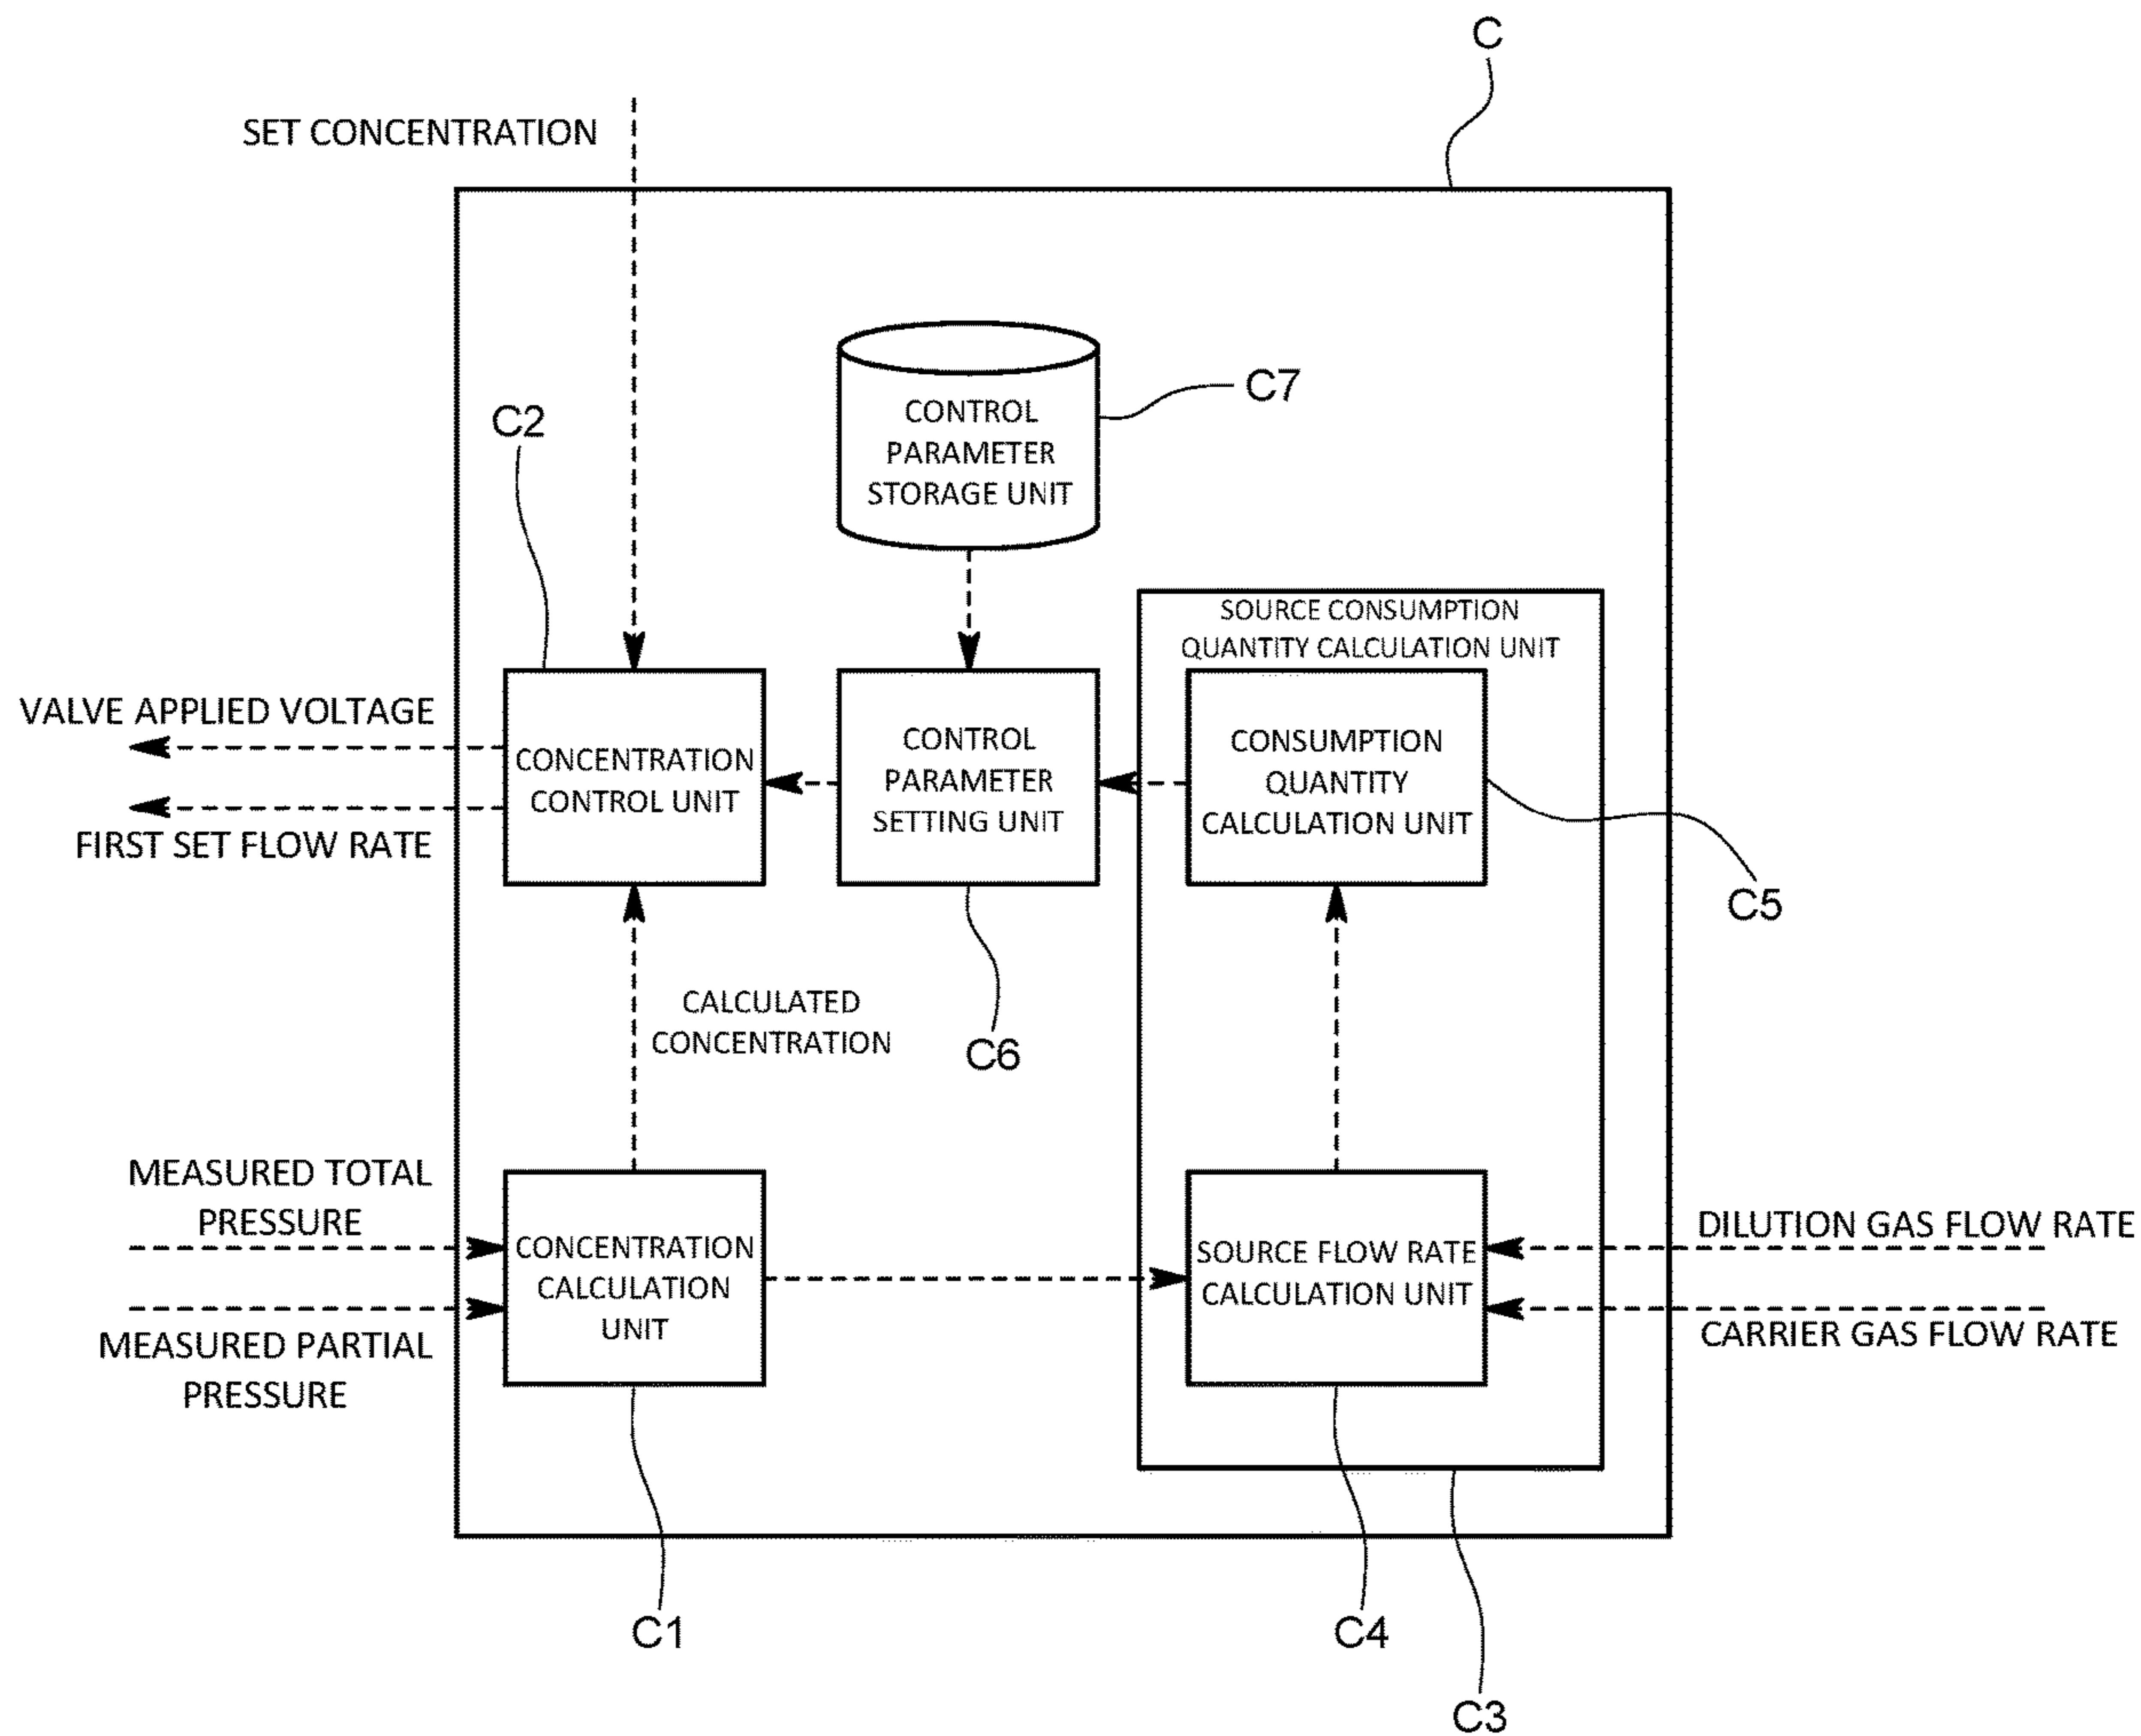 C
SET CONCENTRATION
C7
CONTROL
PARAMETER
STORAGE UNIT
C2
SOURCE CONSUMPTION
QUANTITY CALCULATION UNIT
VALVE APPLIED VOLTAGE
FIRST SET FLOW RATE
CONCENTRATION
CONTROL UNIT
CONTROL
PARAMETER
SETTING UNIT
CONSUMPTION
QUANTITY
CALCULATION UNIT
C5
CALCULATED
CONCENTRATION
C6
MEASURED TOTAL
PRESSURE
MEASURED PARTIAL
PRESSURE
CONCENTRATION
CALCULATION
UNIT
SOURCE FLOW RATE
CALCULATION UNIT
DILUTION GAS FLOW RATE
CARRIER GAS FLOW RATE
C1
C4
C3